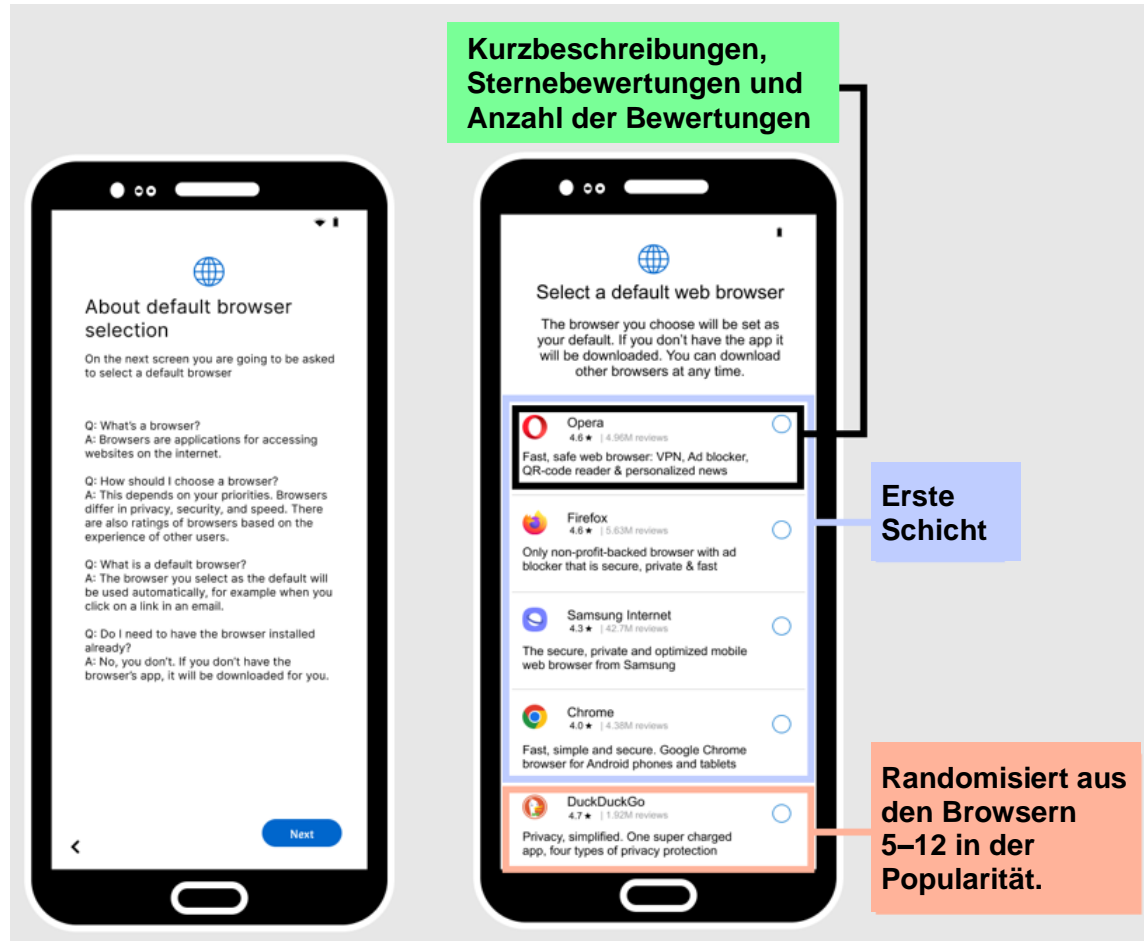 Kurzbeschreibungen,
Sternebewertungen und
Anzahl der Bewertungen
About default browser
selection
On the next screen you are going to be asked
to select a default browser
Q: What's a browser?
A: Browsers are applications for accessing
websites on the internet.
Q: How should I choose a browser?
A: This depends on your priorities. Browsers
differ in privacy, security, and speed. There
are also ratings of browsers based on the
experience of other users.
Q: What is a default browser?
A: The browser you select as the default will
be used automatically, for example when you
click on a link in an email.
Q: Do I need to have the browser installed
already?
A: No, you don't. If you don't have the
browser's app, it will be downloaded for you.
Next
Select a default web browser
The browser you choose will be set as
your default. If you don't have the app it
will be downloaded. You can download
other browsers at any time.
Opera
4.6★ | 4.96M reviews
Fast, safe web browser: VPN, Ad blocker,
QR-code reader & personalized news
Firefox
4.6★ | 5.63M reviews
Only non-profit-backed browser with ad
blocker that is secure, private & fast
Samsung Internet
4.3★ | 42.7M reviews
The secure, private and optimized mobile
web browser from Samsung
Chrome
4.0★ | 4.38M reviews
Fast, simple and secure. Google Chrome
browser for Android phones and tablets
DuckDuckGo
4.7★ | 1.92M reviews
Privacy, simplified. One super charged
app, four types of privacy protection
Erste
Schicht
Randomisiert aus
den Browsern
5–12 in der
Popularität.